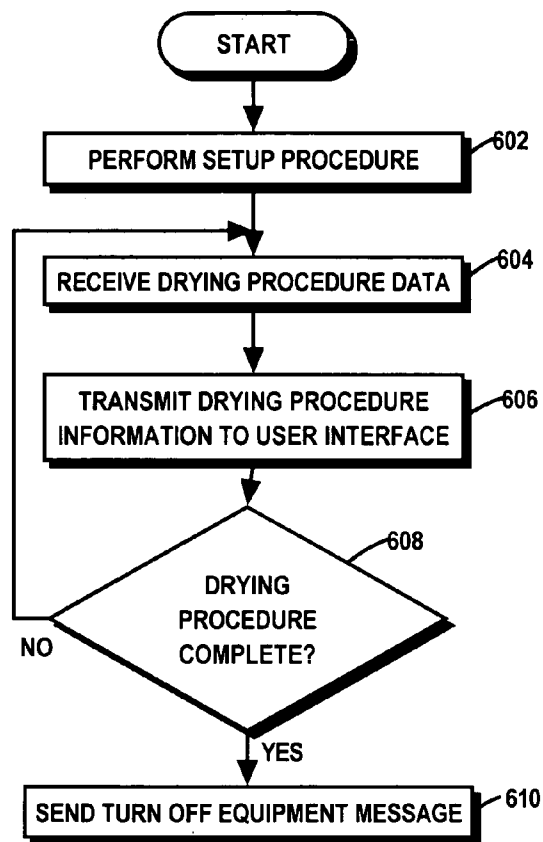 START
PERFORM SETUP PROCEDURE
602
RECEIVE DRYING PROCEDURE DATA
604
TRANSMIT DRYING PROCEDURE
INFORMATION TO USER INTERFACE
606
608
DRYING
PROCEDURE
COMPLETE?
NO
YES
SEND TURN OFF EQUIPMENT MESSAGE
610